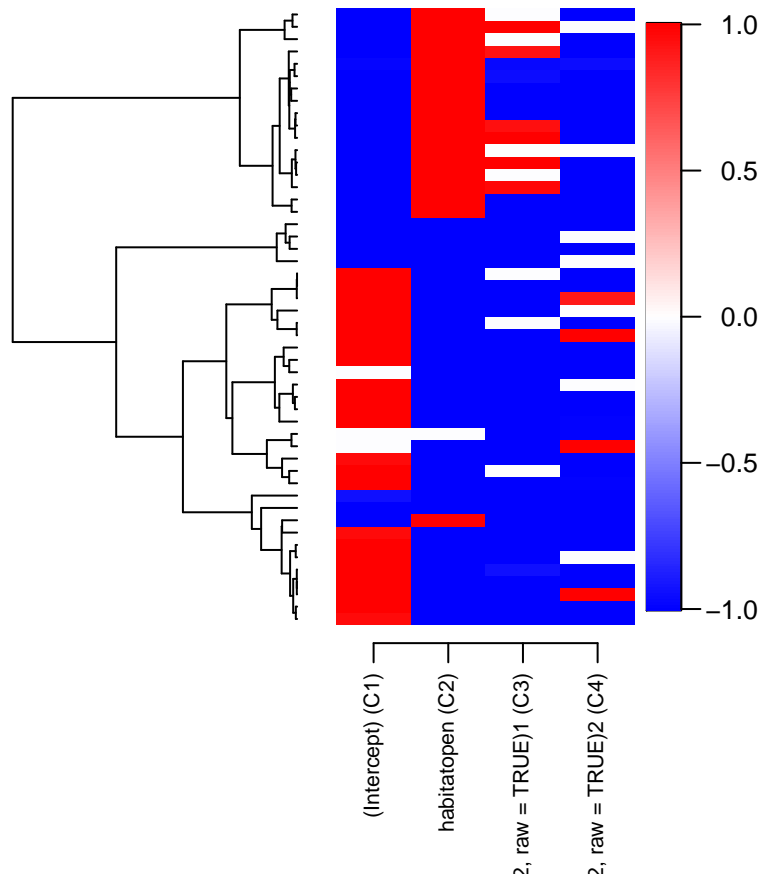 1.0
0.5
0.0
−0.5
−1.0
(Intercept) (C1)
habitatopen (C2)
2, raw = TRUE)1 (C3)
2, raw = TRUE)2 (C4)